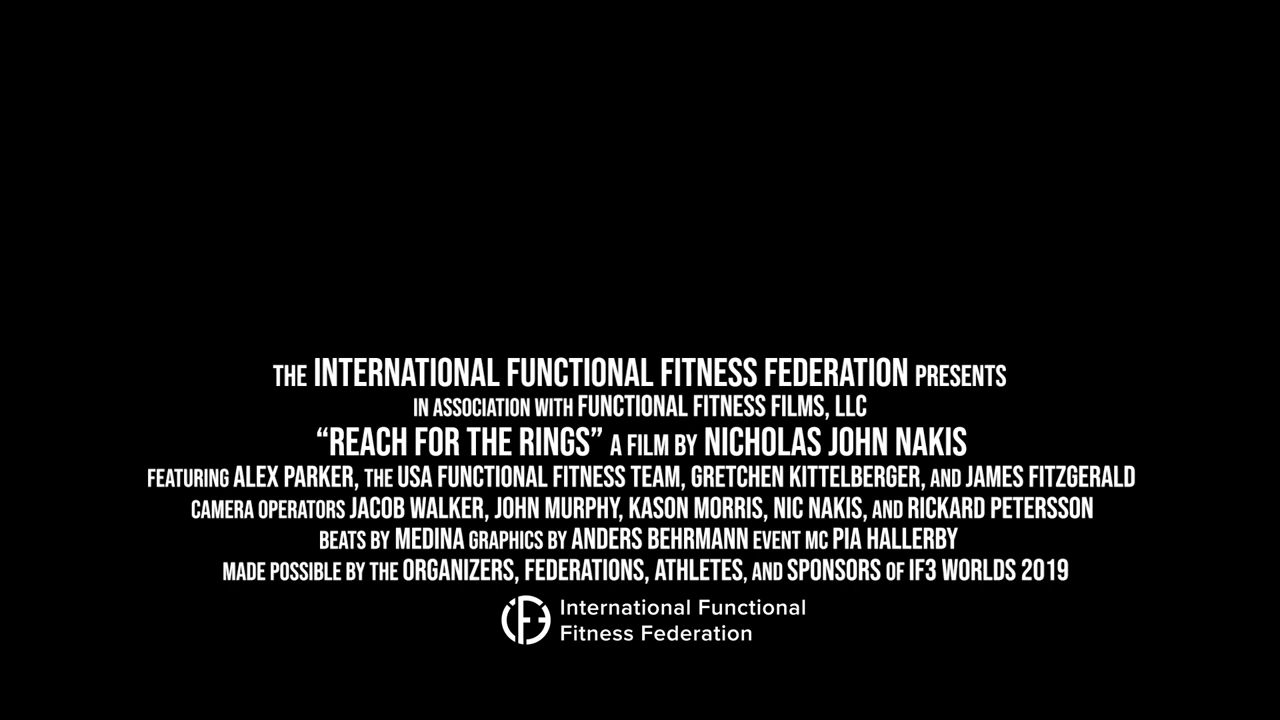 THE INTERNATIONAL FUNCTIONAL FITNESS FEDERATION PRESENTS
IN ASSOCIATION WITH FUNCTIONAL FITNESS FILMS, LLC
“REACH FOR THE RINGS” A FILM BY NICHOLAS JOHN NAKIS
FEATURING ALEX PARKER, THE USA FUNCTIONAL FITNESS TEAM, GRETCHEN KITTELBERGER, AND JAMES FITZGERALD
CAMERA OPERATORS JACOB WALKER, JOHN MURPHY, KASON MORRIS, NIC NAKIS, AND RICKARD PETERSSON
BEATS BY MEDINA GRAPHICS BY ANDERS BEHRMANN EVENT MC PIA HALLERBY
MADE POSSIBLE BY THE ORGANIZERS, FEDERATIONS, ATHLETES, AND SPONSORS OF IF3 WORLDS 2019
iF3 International Functional
Fitness Federation